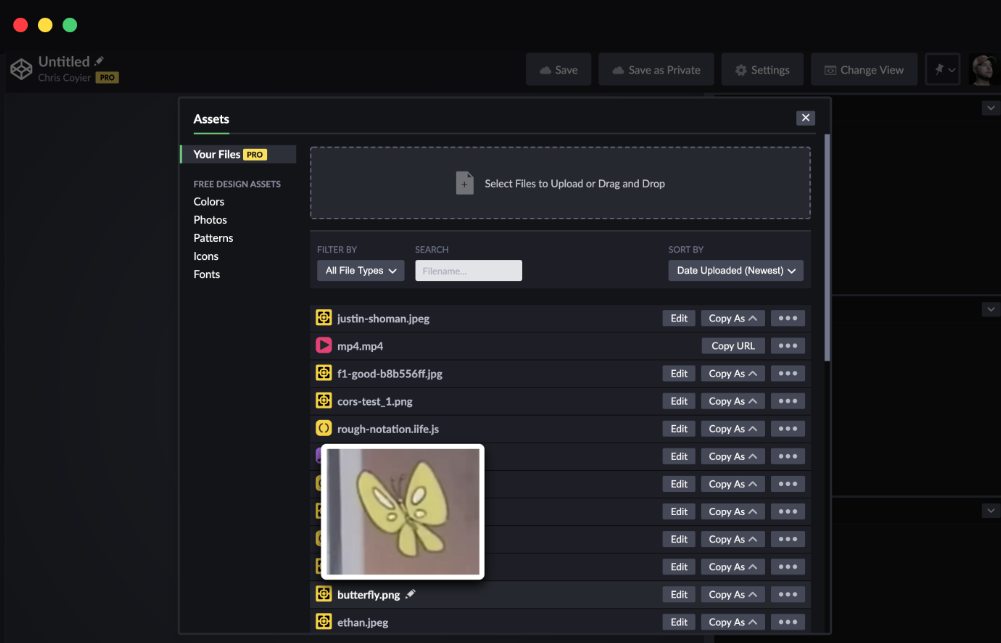 Untitled
Chris Coyier PRO
Save
Save as Private
Settings
Change View
Assets
Your Files PRO
FREE DESIGN ASSETS
Colors
Photos
Patterns
Icons
Fonts
Select Files to Upload or Drag and Drop
FILTER BY
SEARCH
SORT BY
All File Types
Filename...
Date Uploaded (Newest)
justin-shoman.jpeg Edit Copy As
mp4.mp4 Copy URL
f1-good-b8b556ff.jpg Edit Copy As
cors-test_1.png Edit Copy As
rough-notation.iife.js Edit Copy As
Edit Copy As
Edit Copy As
Edit Copy As
Edit Copy As
Edit Copy As
butterfly.png Edit Copy As
ethan.jpeg Edit Copy As